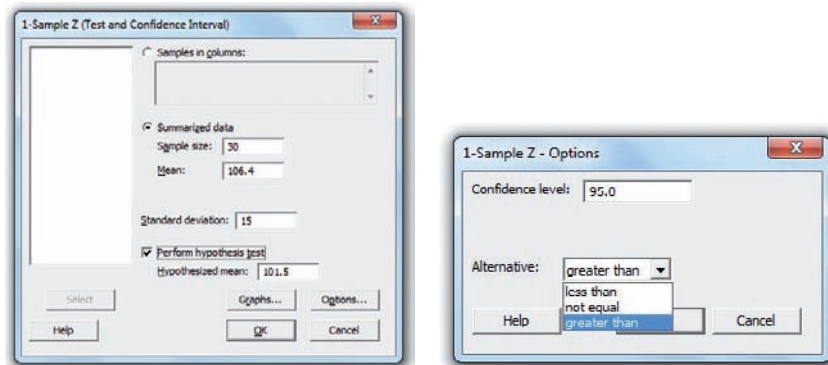 1-Sample Z (Test and Confidence Interval)
Samples in columns:
Summarized data
Sample size: 30
Mean: 106.4
Standard deviation: 15
Perform hypothesis test
Hypothesized mean: 101.5
Select
Graphs...
Options...
Help
OK
Cancel
1-Sample Z - Options
Confidence level: 95.0
Alternative: greater than
less than
not equal
greater than
Help
Cancel